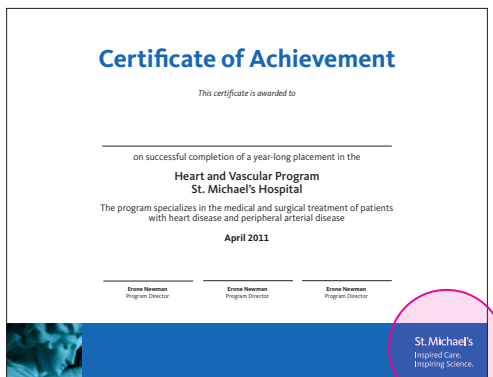 Certificate of Achievement
This certificate is awarded to
on successful completion of a year-long placement in the
Heart and Vascular Program
St. Michael's Hospital
The program specializes in the medical and surgical treatment of patients
with heart disease and peripheral arterial disease
April 2011
Erone Newman Erone Newman Erone Newman
Program Director Program Director Program Director
St. Michael's
Inspired Care.
Inspiring Science.